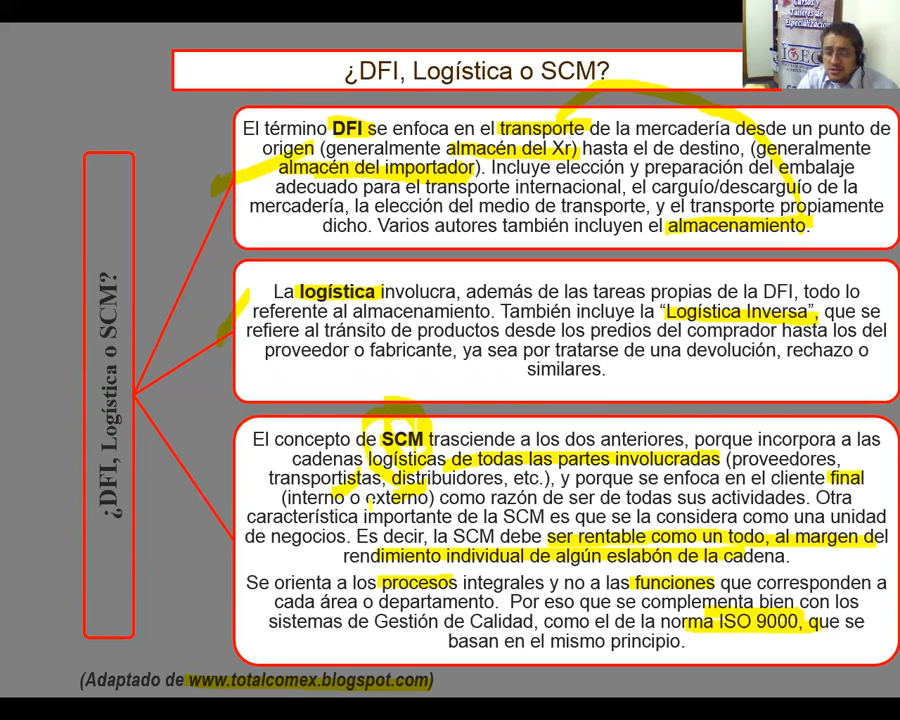 Cursos y
Talleres de
Especialización
¿DFI, Logística o SCM?
El término DFI se enfoca en el transporte de la mercadería desde un punto de
origen (generalmente almacén del Xr) hasta el de destino, (generalmente
almacén del importador). Incluye elección y preparación del embalaje
adecuado para el transporte internacional, el carguío/descarguío de la
mercadería, la elección del medio de transporte, y el transporte propiamente
dicho. Varios autores también incluyen el almacenamiento.
¿DFI, Logística o SCM?
La logística involucra, además de las tareas propias de la DFI, todo lo
referente al almacenamiento. También incluye la “Logística Inversa”, que se
refiere al tránsito de productos desde los predios del comprador hasta los del
proveedor o fabricante, ya sea por tratarse de una devolución, rechazo o
similares.
El concepto de SCM trasciende a los dos anteriores, porque incorpora a las
cadenas logísticas de todas las partes involucradas (proveedores,
transportistas, distribuidores, etc.), y porque se enfoca en el cliente final
(interno o externo) como razón de ser de todas sus actividades. Otra
característica importante de la SCM es que se la considera como una unidad
de negocios. Es decir, la SCM debe ser rentable como un todo, al margen del
rendimiento individual de algún eslabón de la cadena.
Se orienta a los procesos integrales y no a las funciones que corresponden a
cada área o departamento. Por eso que se complementa bien con los
sistemas de Gestión de Calidad, como el de la norma ISO 9000, que se
basan en el mismo principio.
(Adaptado de www.totalcomex.blogspot.com)